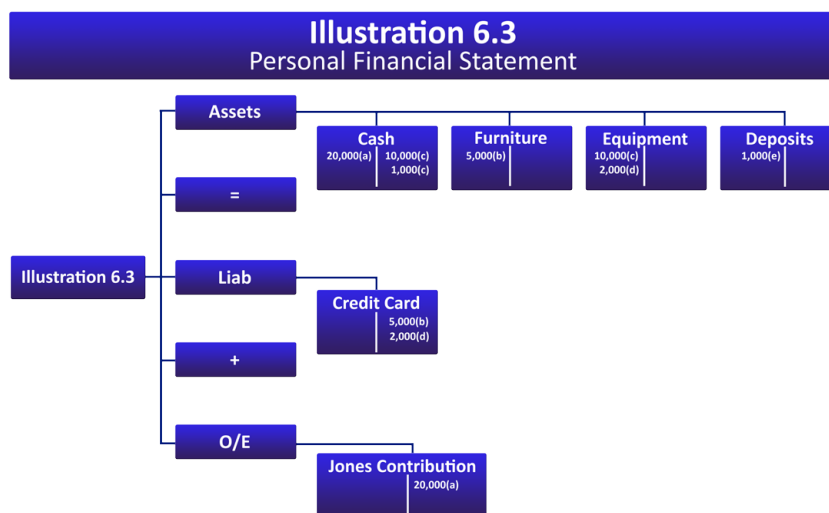 Illustration 6.3
Personal Financial Statement
Assets
Cash
20,000(a) 10,000(c)
1,000(c)
Furniture
5,000(b)
Equipment
10,000(c)
2,000(d)
Deposits
1,000(e)
=
Illustration 6.3
Liab
Credit Card
5,000(b)
2,000(d)
+
O/E
Jones Contribution
20,000(a)